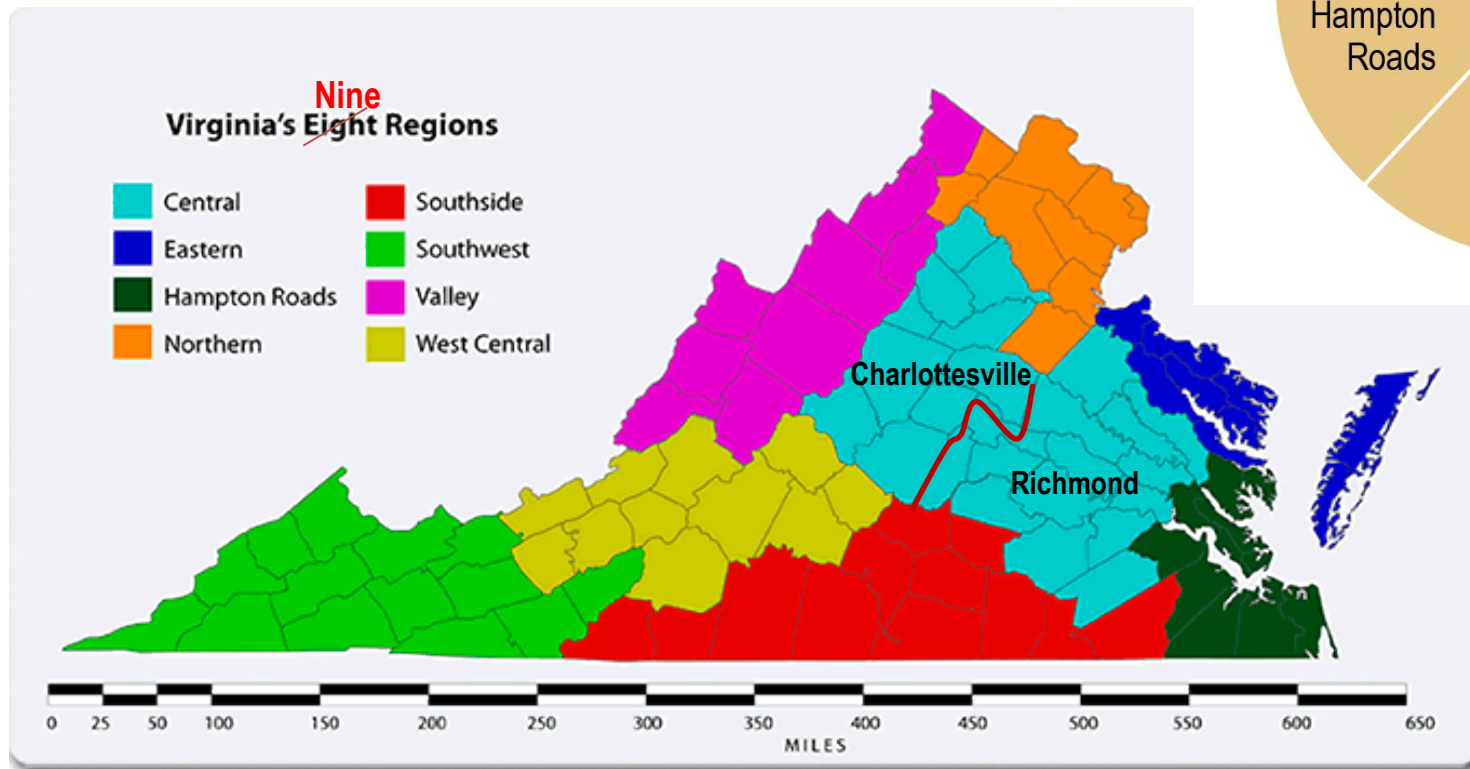 Hampton
Roads
Nine
Virginia's Eight Regions
Central
Southside
Eastern
Southwest
Hampton Roads
Valley
Northern
West Central
Charlottesville
Richmond
0 25 50 100 150 200 250 300 350 400 450 500 550 600 650
MILES